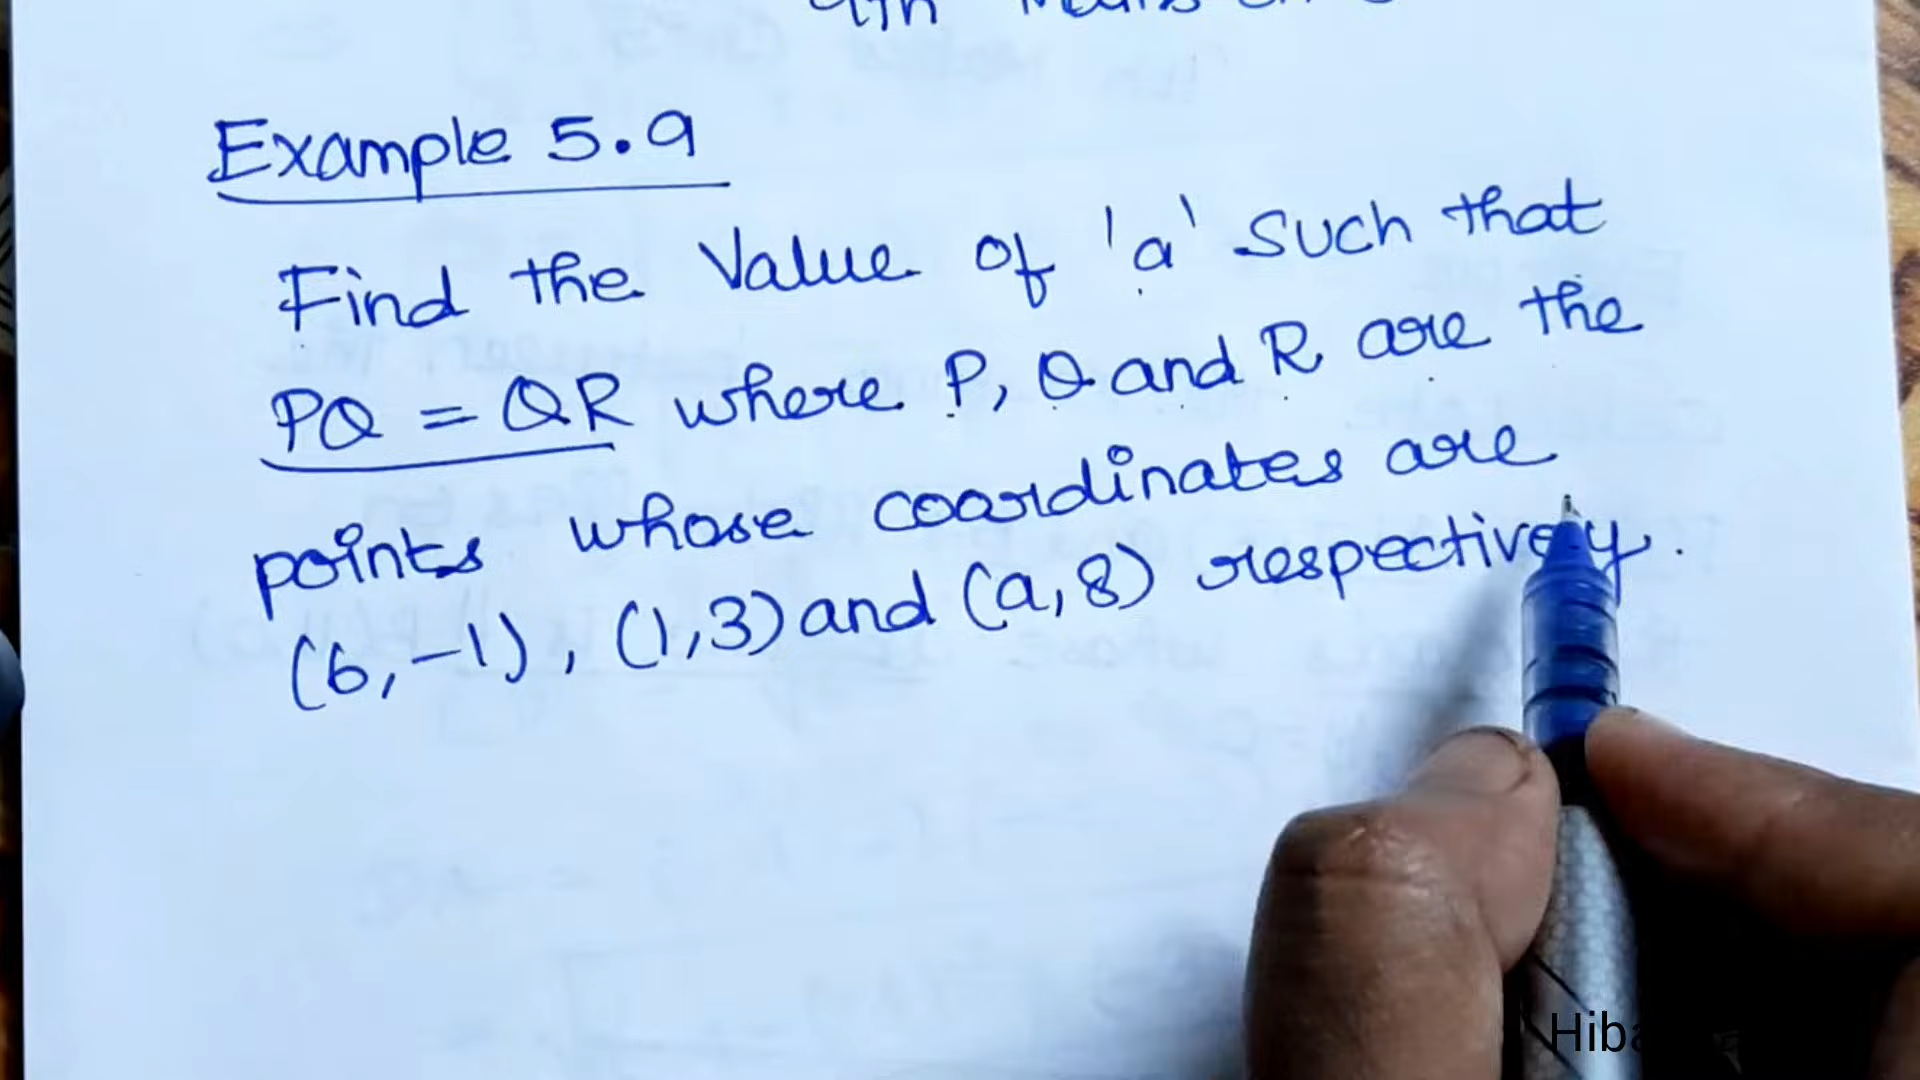 Example 5.9
Find the Value of 'a' Such that
PQ = QR where P, Q and R are the
points whose coordinates are
(6,-1), (1,3) and (a,8) respectively.